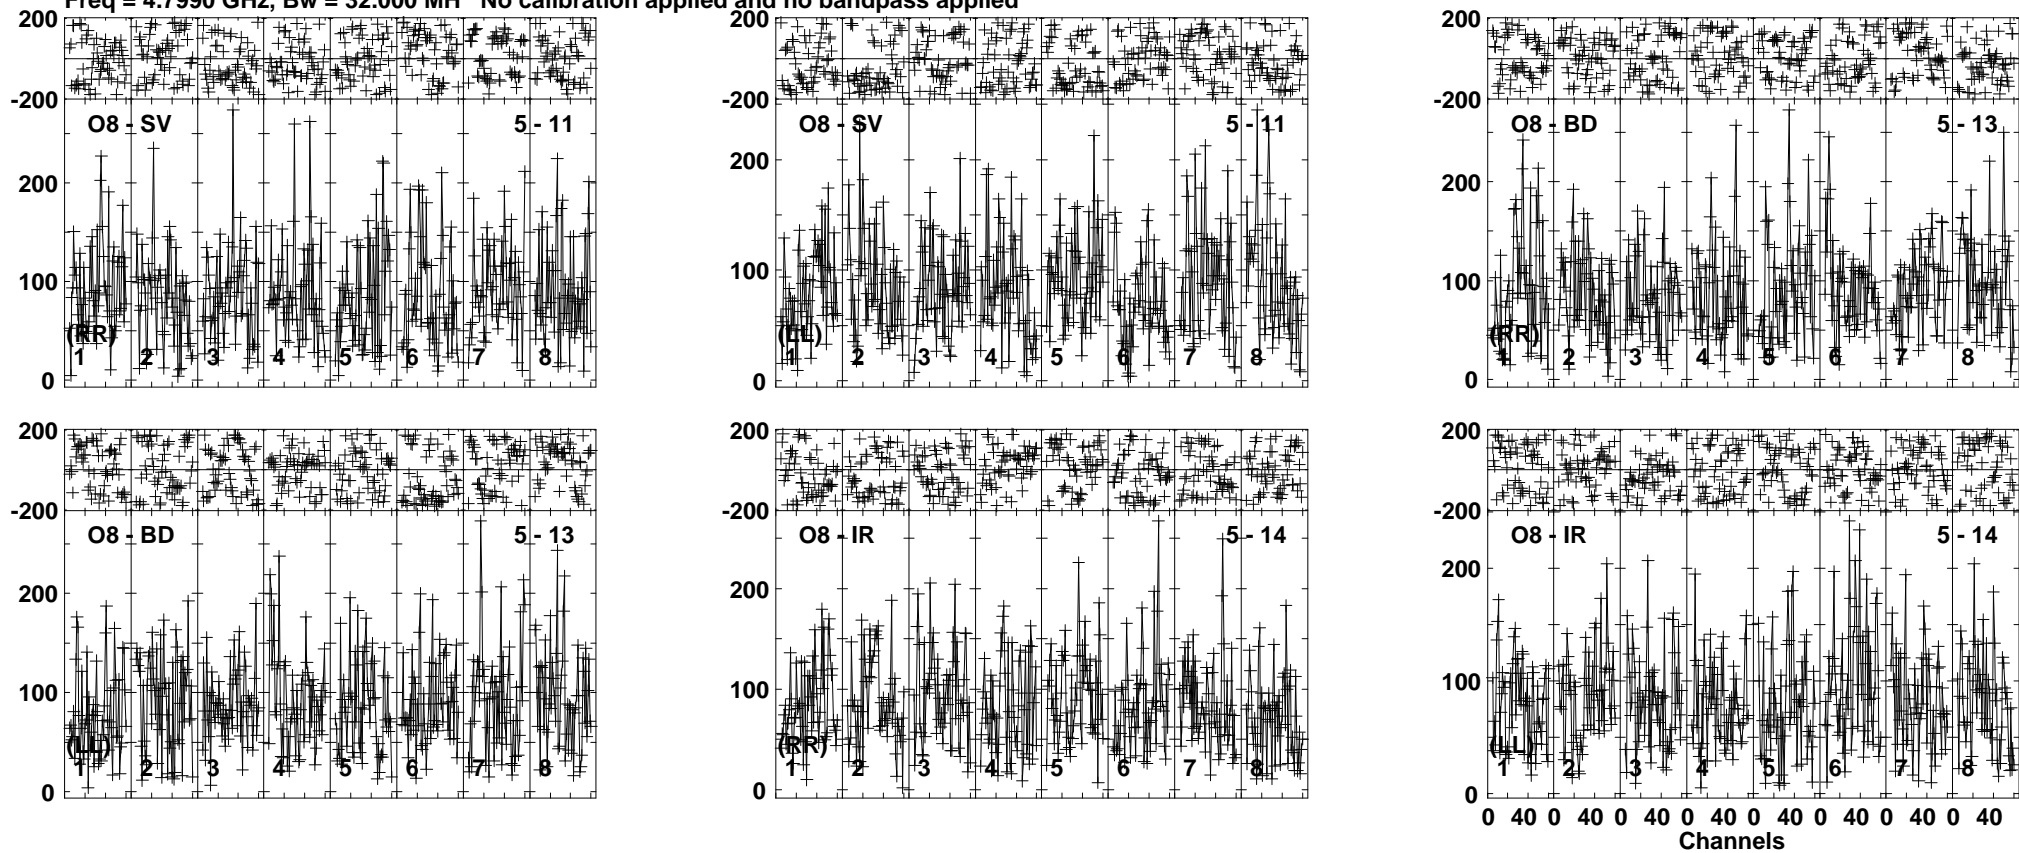 Freq = 4.7990 GHz, Bw = 32.000 MH   No calibration applied and no bandpass applied
200
-200
O8 - SV 5 - 11
200
100
(RR)
1 2 3 4 5 6 7 8
0
200
-200
O8 - SV 5 - 11
200
100
(LL)
1 2 3 4 5 6 7 8
0
200
-200
O8 - BD 5 - 13
200
100
(RR)
1 2 3 4 5 6 7 8
0
200
-200
O8 - BD 5 - 13
200
100
(LL)
1 2 3 4 5 6 7 8
0
200
-200
O8 - IR 5 - 14
200
100
(RR)
1 2 3 4 5 6 7 8
0
200
-200
O8 - IR 5 - 14
200
100
(LL)
1 2 3 4 5 6 7 8
0
0 40 0 40 0 40 0 40 0 40 0 40 0 40 0 40
Channels